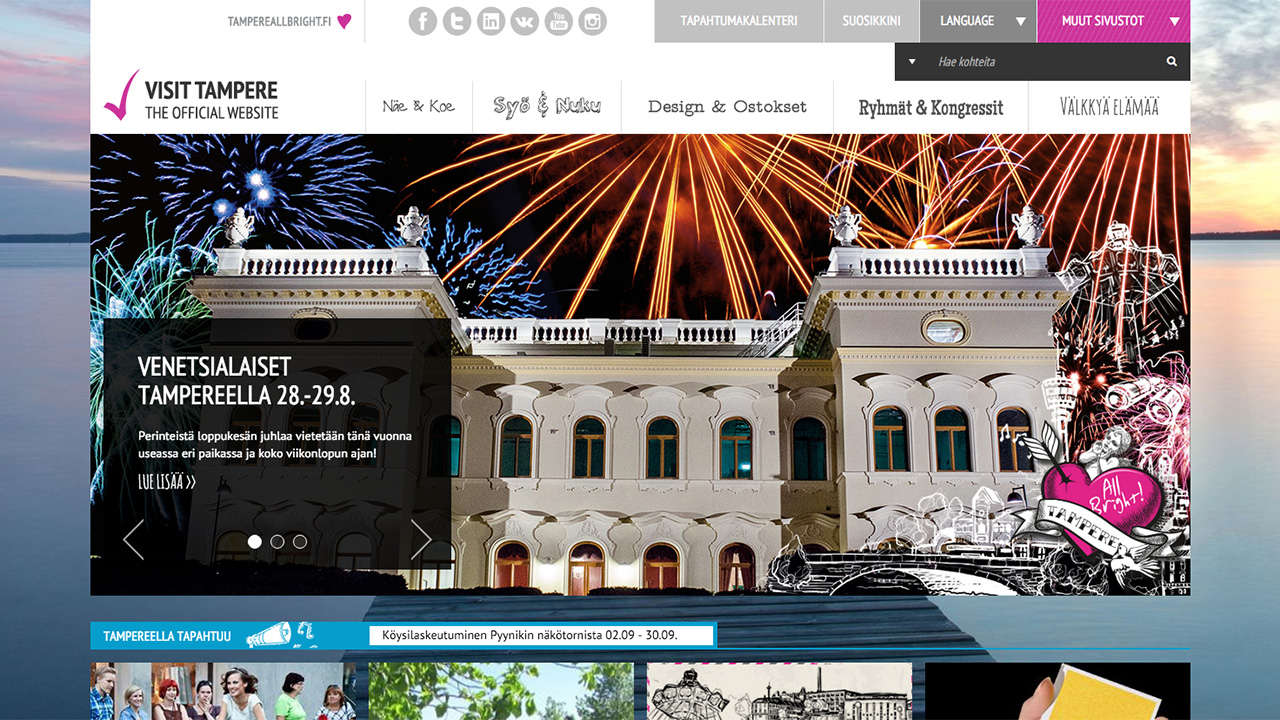 TAMPEREALLBRIGHT.FI
You Tube
TAPAHTUMAKALENTERI
SUOSIKKINI
LANGUAGE
MUUT SIVUSTOT
Hae kohteita
VISIT TAMPERE
THE OFFICIAL WEBSITE
Näe & Koe
Syö & Nuku
Design & Ostokset
Ryhmät & Kongressit
VÄLKKYÄ ELÄMÄÄ
VENETSIALAISET
TAMPEREELLA 28.-29.8.
Perinteistä loppukesän juhlaa vietetään tänä vuonna
useassa eri paikassa ja koko viikonlopun ajan!
LUE LISÄÄ >>
All
Bright!
TAMPERE
TAMPEREELLA TAPAHTUU
Köysilaskeutuminen Pyynikin näkötornista 02.09 - 30.09.